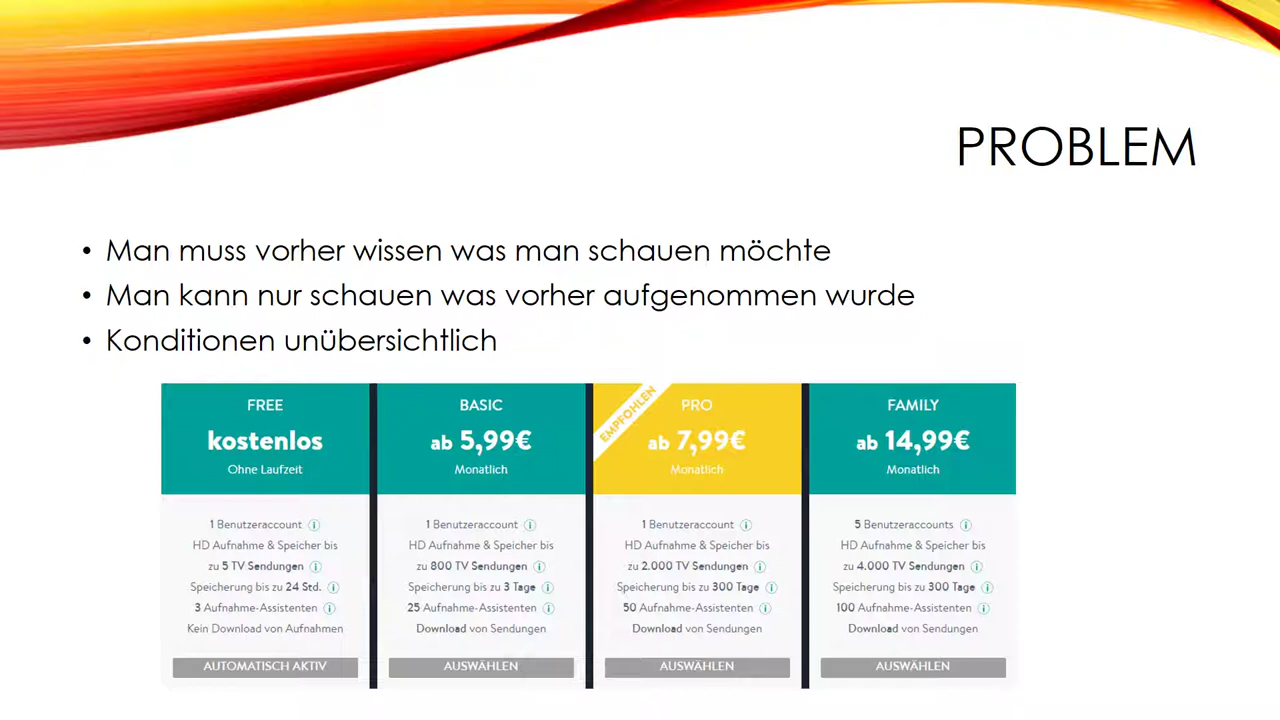 PROBLEM
• Man muss vorher wissen was man schauen möchte
• Man kann nur schauen was vorher aufgenommen wurde
• Konditionen unübersichtlich
FREE
kostenlos
Ohne Laufzeit
1 Benutzeraccount
HD Aufnahme & Speicher bis
zu 5 TV Sendungen
Speicherung bis zu 24 Std.
3 Aufnahme-Assistenten
Kein Download von Aufnahmen
AUTOMATISCH AKTIV
BASIC
ab 5,99€
Monatlich
1 Benutzeraccount
HD Aufnahme & Speicher bis
zu 800 TV Sendungen
Speicherung bis zu 3 Tage
25 Aufnahme-Assistenten
Download von Sendungen
AUSWÄHLEN
EMPFOHLEN
PRO
ab 7,99€
Monatlich
1 Benutzeraccount
HD Aufnahme & Speicher bis
zu 2.000 TV Sendungen
Speicherung bis zu 300 Tage
50 Aufnahme-Assistenten
Download von Sendungen
AUSWÄHLEN
FAMILY
ab 14,99€
Monatlich
5 Benutzeraccounts
HD Aufnahme & Speicher bis
zu 4.000 TV Sendungen
Speicherung bis zu 300 Tage
100 Aufnahme-Assistenten
Download von Sendungen
AUSWÄHLEN